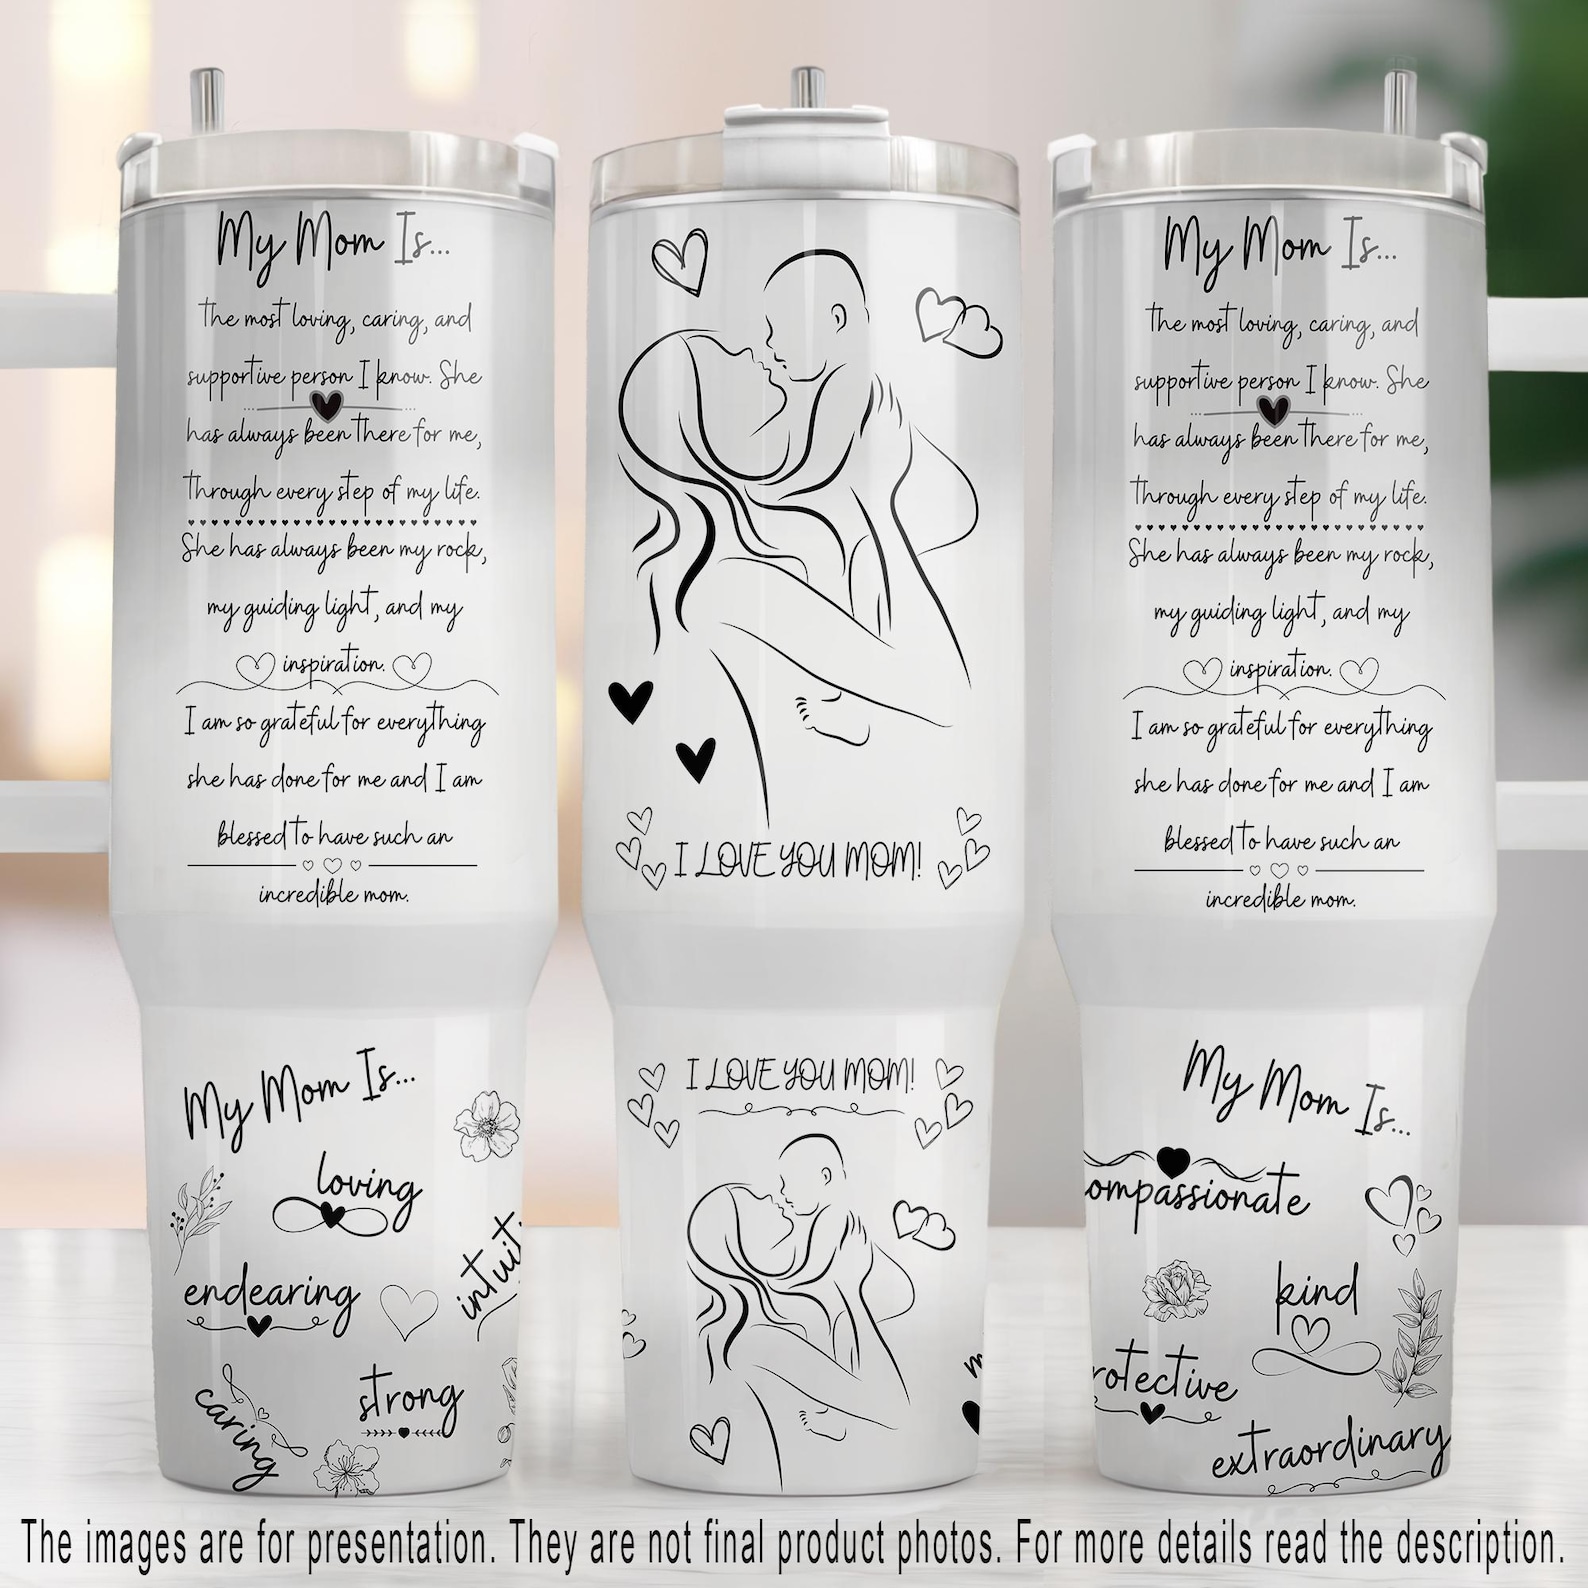 My Mom Is...
the most loving, caring, and
supportive person I know. She
has always been there for me,
through every step of my life.
She has always been my rock,
my guiding light, and my
inspiration.
I am so grateful for everything
she has done for me and I am
blessed to have such an
incredible mom.
My Mom Is...
loving
intuiti
endearing
strong
caring
I LOVE YOU MOM!
I LOVE YOU MOM!
m
My Mom Is...
the most loving, caring, and
supportive person I know. She
has always been there for me,
through every step of my life.
She has always been my rock,
my guiding light, and my
inspiration.
I am so grateful for everything
she has done for me and I am
blessed to have such an
incredible mom.
My Mom Is...
ompassionate
kind
rotective
extraordinary
The images are for presentation. They are not final product photos. For more details read the description.